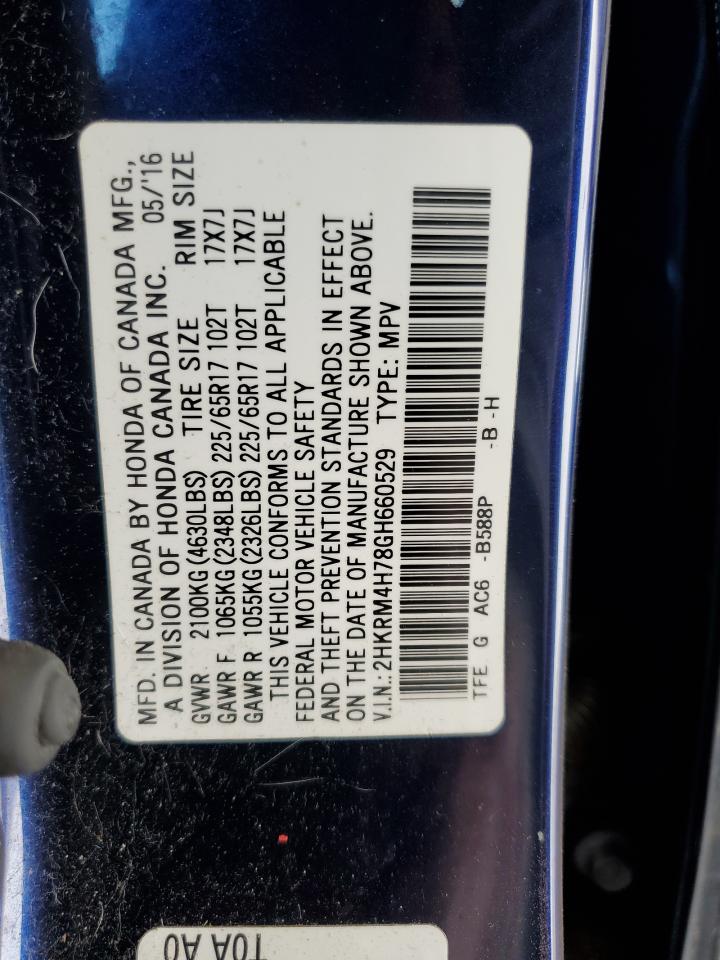 MFD. IN CANADA BY HONDA OF CANADA MFG.,
A DIVISION OF HONDA CANADA INC. 05/'16
GVWR 2100KG(4630LBS) TIRE SIZE RIM SIZE
GAWR F 1065KG(2348LBS) 225/65R17 102T 17X7J
GAWR R 1055KG(2326LBS) 225/65R17 102T 17X7J
THIS VEHICLE CONFORMS TO ALL APPLICABLE
FEDERAL MOTOR VEHICLE SAFETY
AND THEFT PREVENTION STANDARDS IN EFFECT
ON THE DATE OF MANUFACTURE SHOWN ABOVE.
V.I.N.: 2HKRM4H78GH660529 TYPE: MPV
TFE G AC6 -B588P -B -H
TOA A0